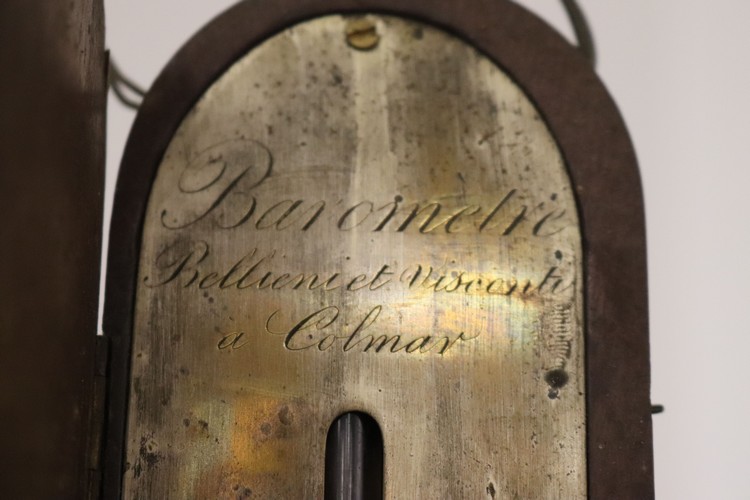 Barometre
Bellieni et Visconti
a Colmar